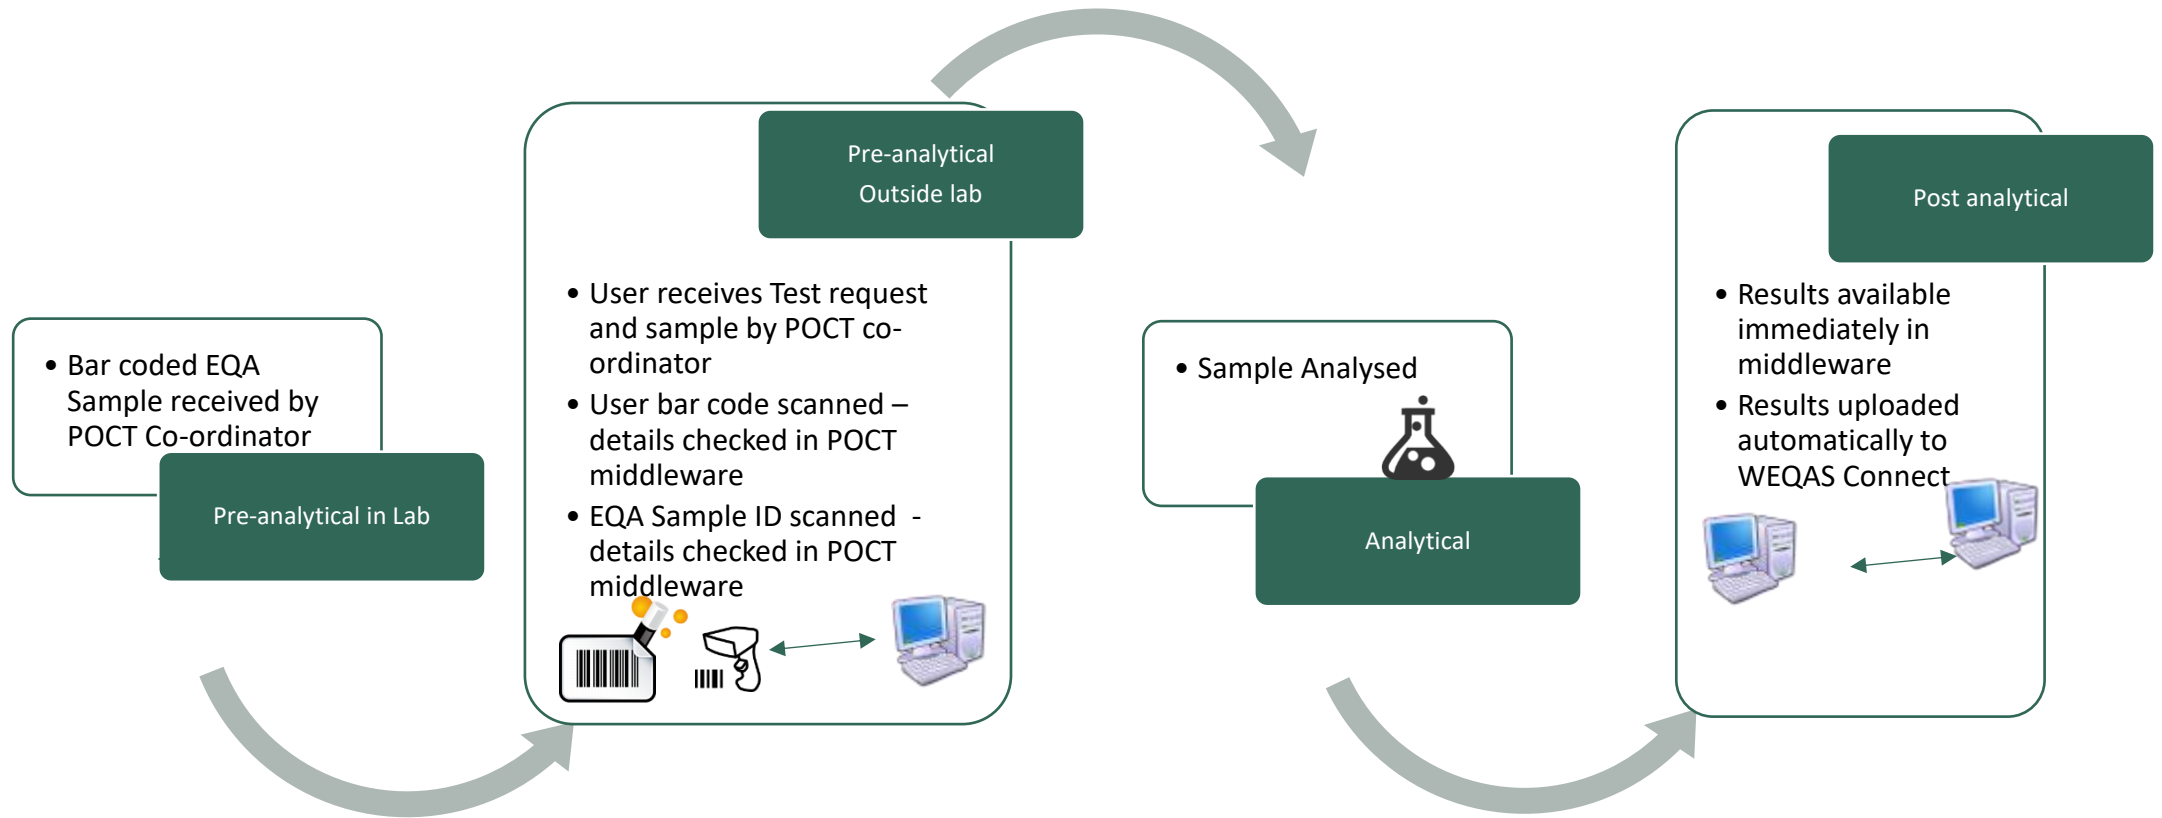 • Bar coded EQA
Sample received by
POCT Co-ordinator
Pre-analytical in Lab
Pre-analytical
Outside lab
• User receives Test request
and sample by POCT co-
ordinator
• User bar code scanned –
details checked in POCT
middleware
• EQA Sample ID scanned -
details checked in POCT
middleware
• Sample Analysed
Analytical
Post analytical
• Results available
immediately in
middleware
• Results uploaded
automatically to
WEQAS Connect